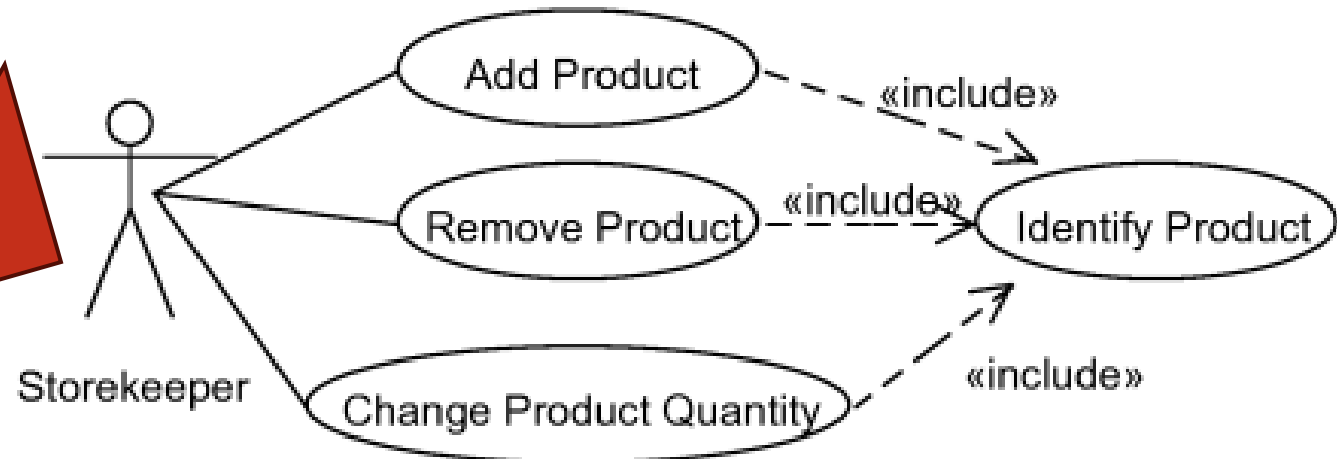 Add Product
«include»
Remove Product
«include»
Identify Product
Storekeeper
Change Product Quantity
«include»